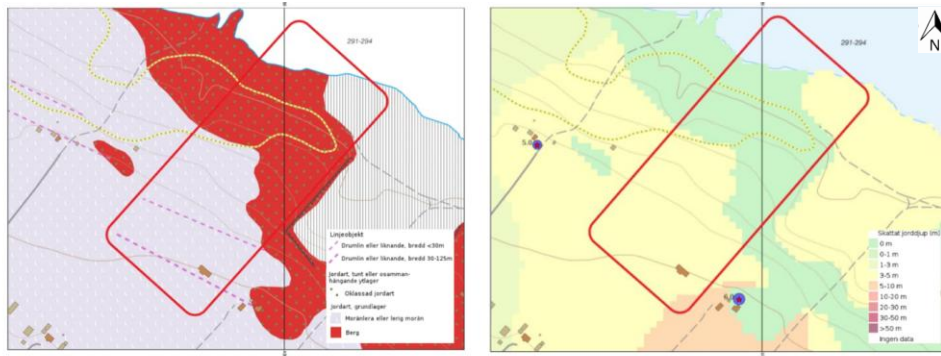 291-294
Linjeobjekt
Drumlin eller liknande, bredd <30m
Drumlin eller liknande, bredd 30-125m
Jordart, tunt eller osamman-
hängande ytlager
Oklassad jordart
Jordart, grundlager
Moränlera eller lerig morän
Berg
291-294
N
Skattat jorddjup (m)
0 m
0-1 m
1-3 m
3-5 m
5-10 m
10-20 m
20-30 m
30-50 m
>50 m
Ingen data